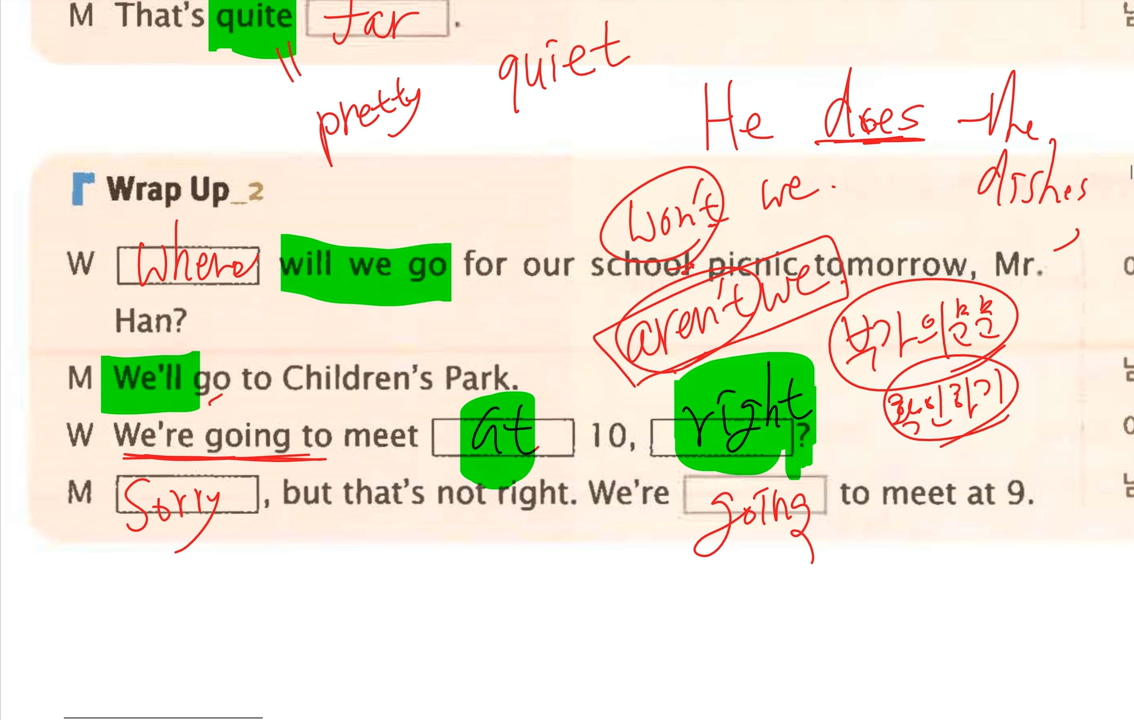 M That's quite far .
pretty
quiet
He does the
dishes
Wrap Up_2
won't we.
W where will we go for our school picnic tomorrow, Mr.
Han?
aren't we?
부가의문문
확인하기
M We'll go to Children's Park.
W We're going to meet at 10, right?
M Sorry, but that's not right. We're going to meet at 9.